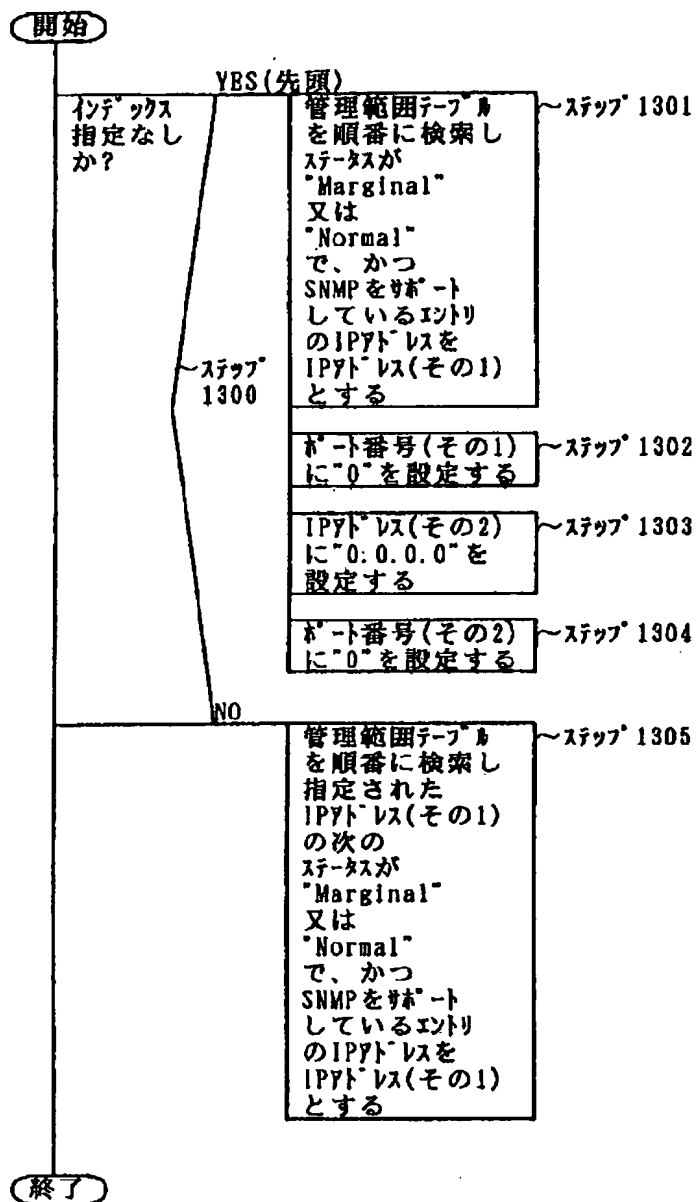 開始
YES(先頭)
インデックス
指定なし
か?
~ステップ
1300
管理範囲テーブル
を順番に検索し
ステータスが
"Marginal"
又は
"Normal"
で、かつ
SNMPをサポート
しているエントリ
のIPアドレスを
IPアドレス(その1)
とする
~ステップ1301
ポート番号(その1)
に"0"を設定する
~ステップ1302
IPアドレス(その2)
に"0:0.0.0"を
設定する
~ステップ1303
ポート番号(その2)
に"0"を設定する
~ステップ1304
NO
管理範囲テーブル
を順番に検索し
指定された
IPアドレス(その1)
の次の
ステータスが
"Marginal"
又は
"Normal"
で、かつ
SNMPをサポート
しているエントリ
のIPアドレスを
IPアドレス(その1)
とする
~ステップ1305
終了